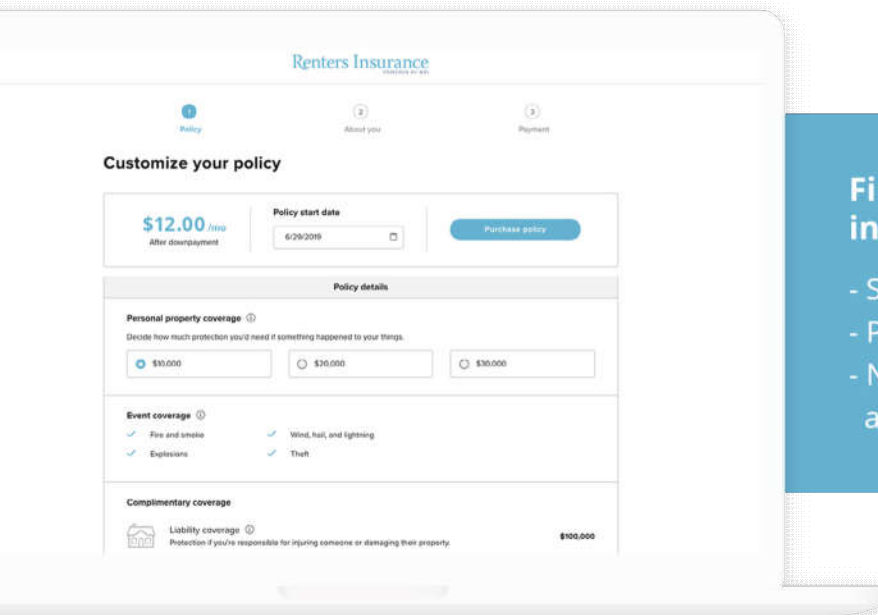 Renters Insurance
1
2
3
Policy
About you
Payment
Customize your policy
$12.00 /mo
After downpayment
Policy start date
6/29/2019
Purchase policy
Policy details
Personal property coverage
Decide how much protection you'd need if something happened to your things.
$10,000
$20,000
$30,000
Event coverage
Fire and smoke
Wind, hail, and lightning
Explosions
Theft
Complimentary coverage
Liability coverage
Protection if you're responsible for injuring someone or damaging their property.
$100,000
Fi
in
- S
- P
- N
a